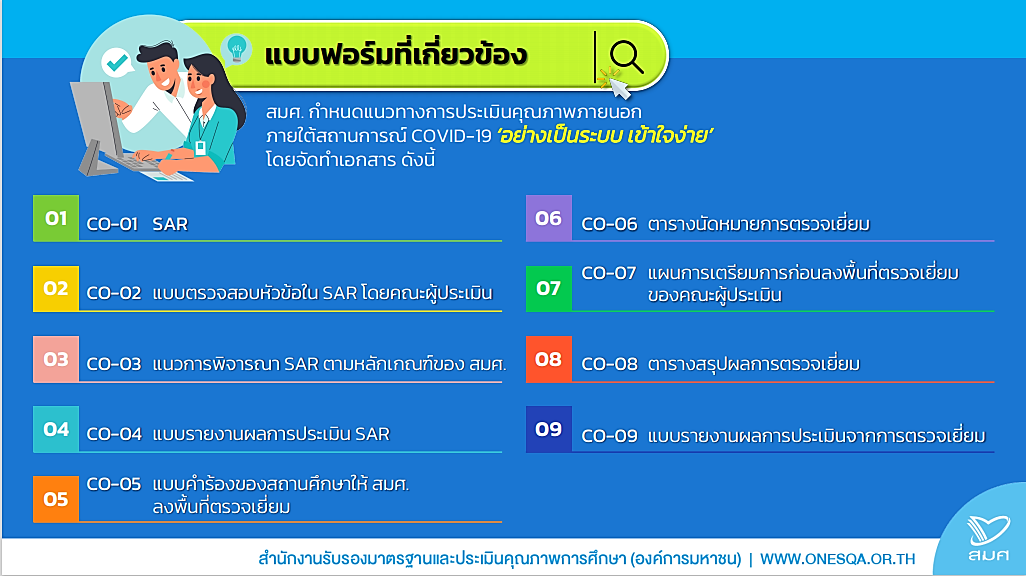 แบบฟอร์มที่เกี่ยวข้อง
สมศ. กำหนดแนวทางการประเมินคุณภาพภายนอก
ภายใต้สถานการณ์ COVID-19 ‘อย่างเป็นระบบ เข้าใจง่าย’
โดยจัดทำเอกสาร ดังนี้
01 CO-01 SAR
02 CO-02 แบบตรวจสอบหัวข้อใน SAR โดยคณะผู้ประเมิน
03 CO-03 แนวการพิจารณา SAR ตามหลักเกณฑ์ของ สมศ.
04 CO-04 แบบรายงานผลการประเมิน SAR
05 CO-05 แบบคำร้องของสถานศึกษาให้ สมศ.
ลงพื้นที่ตรวจเยี่ยม
06 CO-06 ตารางนัดหมายการตรวจเยี่ยม
07 CO-07 แผนการเตรียมการก่อนลงพื้นที่ตรวจเยี่ยม
ของคณะผู้ประเมิน
08 CO-08 ตารางสรุปผลการตรวจเยี่ยม
09 CO-09 แบบรายงานผลการประเมินจากการตรวจเยี่ยม
สำนักงานรับรองมาตรฐานและประเมินคุณภาพการศึกษา (องค์การมหาชน) | WWW.ONESQA.OR.TH
สมศ